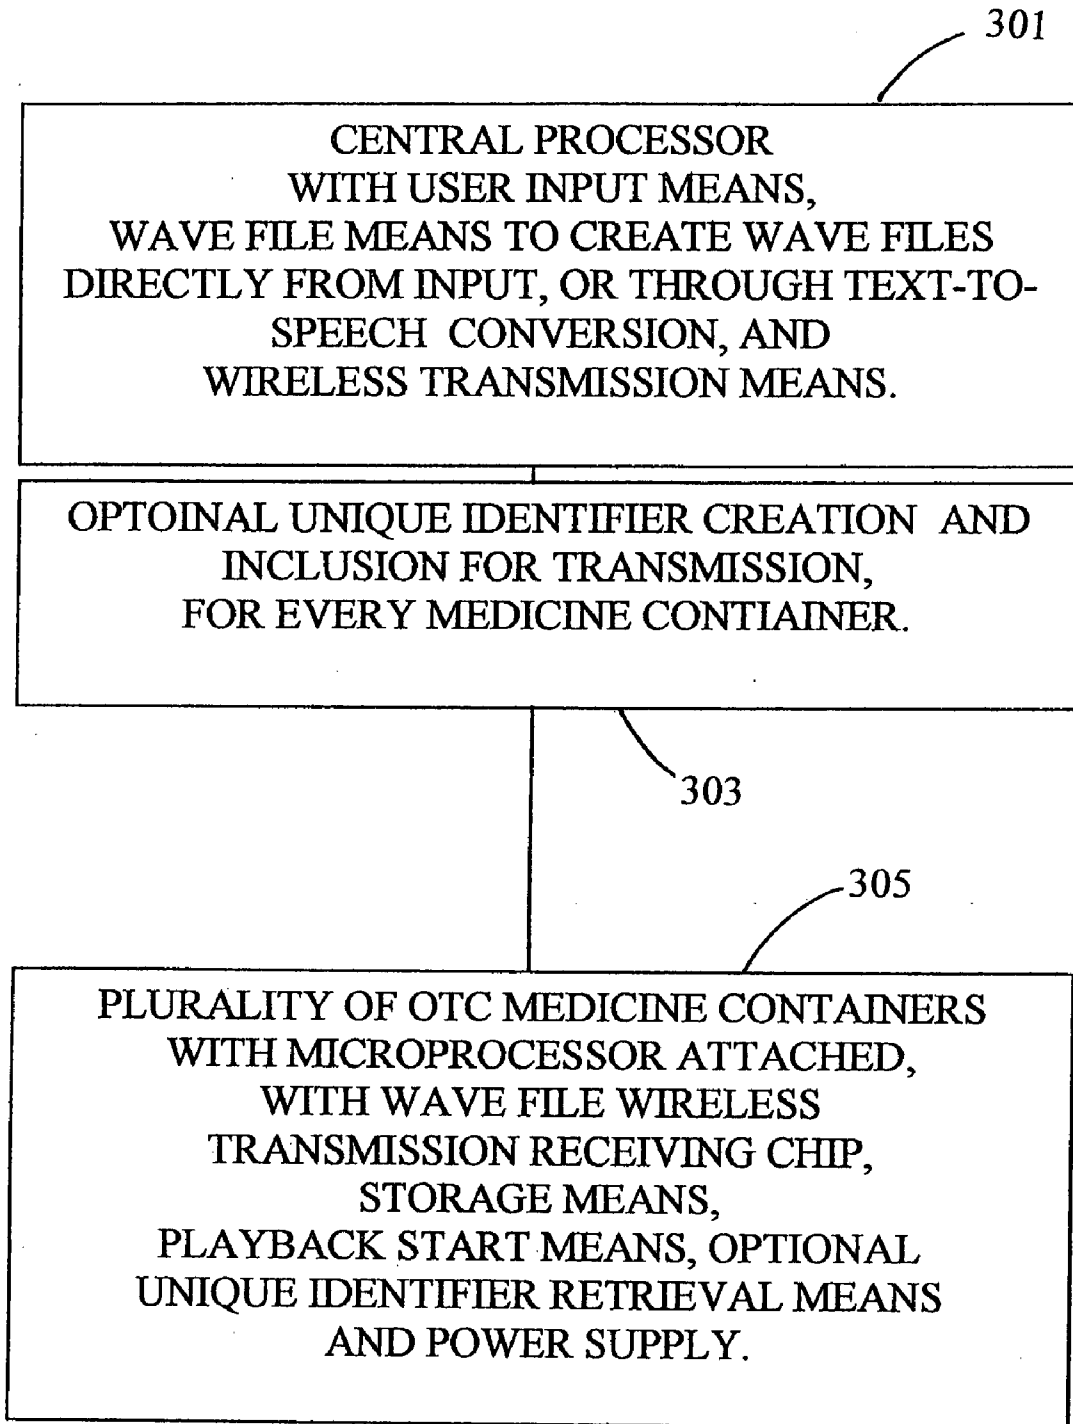 301
CENTRAL PROCESSOR
WITH USER INPUT MEANS,
WAVE FILE MEANS TO CREATE WAVE FILES
DIRECTLY FROM INPUT, OR THROUGH TEXT-TO-
SPEECH CONVERSION, AND
WIRELESS TRANSMISSION MEANS.
OPTOINAL UNIQUE IDENTIFIER CREATION AND
INCLUSION FOR TRANSMISSION,
FOR EVERY MEDICINE CONTIAINER.
303
305
PLURALITY OF OTC MEDICINE CONTAINERS
WITH MICROPROCESSOR ATTACHED,
WITH WAVE FILE WIRELESS
TRANSMISSION RECEIVING CHIP,
STORAGE MEANS,
PLAYBACK START MEANS, OPTIONAL
UNIQUE IDENTIFIER RETRIEVAL MEANS
AND POWER SUPPLY.